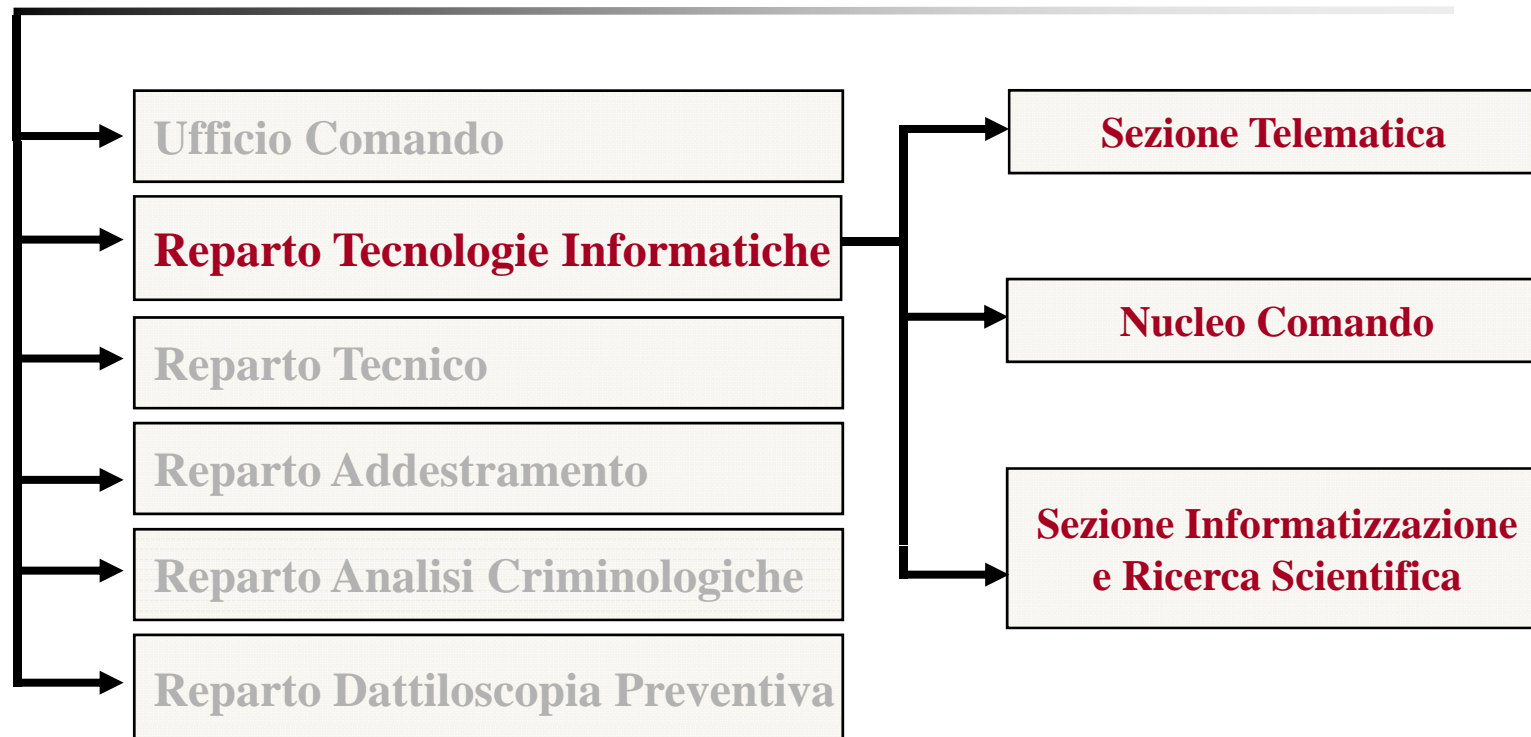 Ufficio Comando
Reparto Tecnologie Informatiche
Reparto Tecnico
Reparto Addestramento
Reparto Analisi Criminologiche
Reparto Dattiloscopia Preventiva
Sezione Telematica
Nucleo Comando
Sezione Informatizzazione
e Ricerca Scientifica